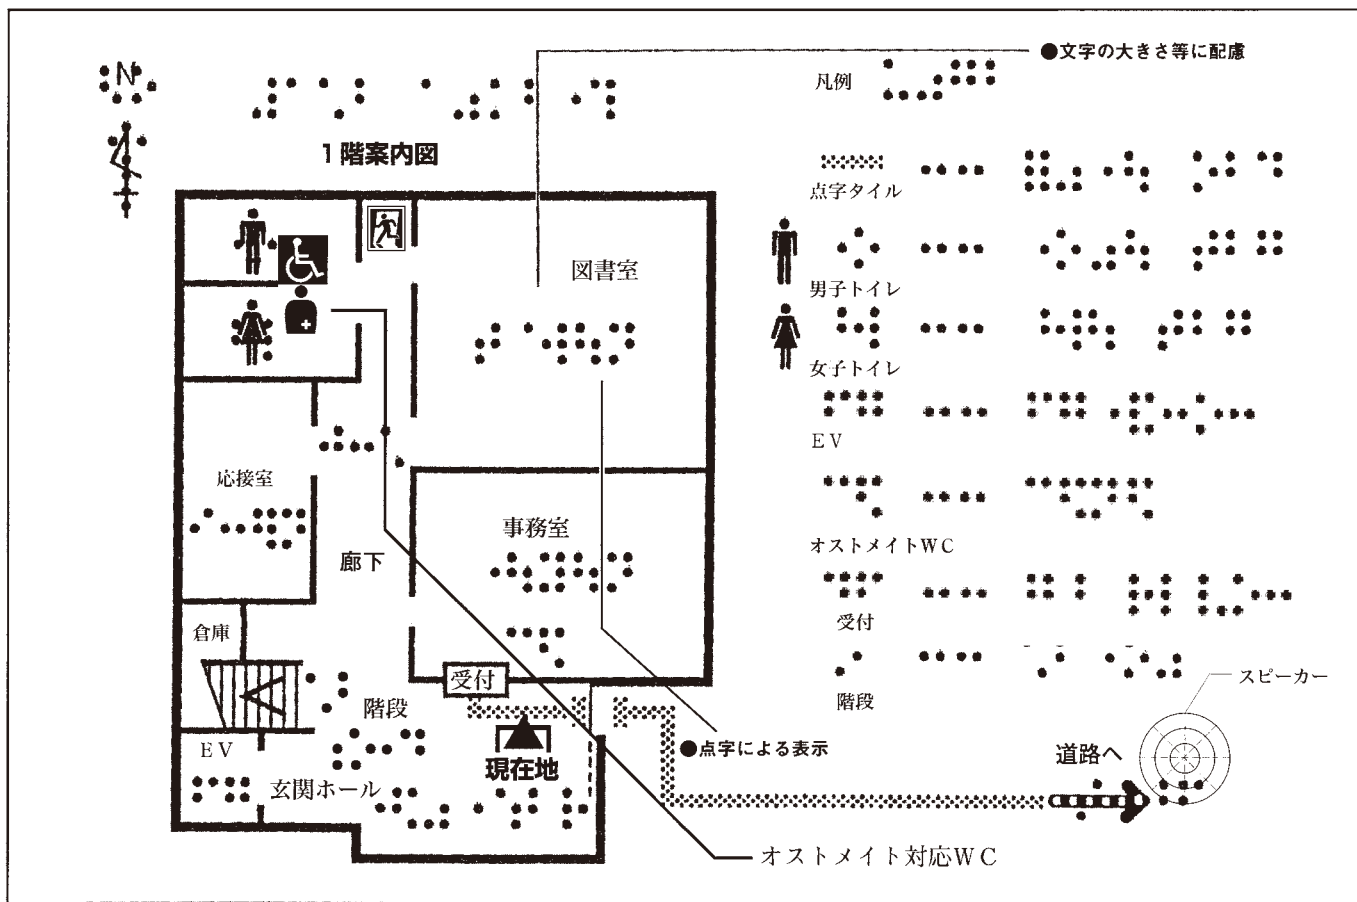 ●文字の大きさ等に配慮
N
凡例
1階案内図
点字タイル
男子トイレ
女子トイレ
EV
オストメイトWC
受付
階段
図書室
応接室
事務室
廊下
倉庫
受付
階段
EV
玄関ホール
現在地
●点字による表示
スピーカー
道路へ
オストメイト対応WC